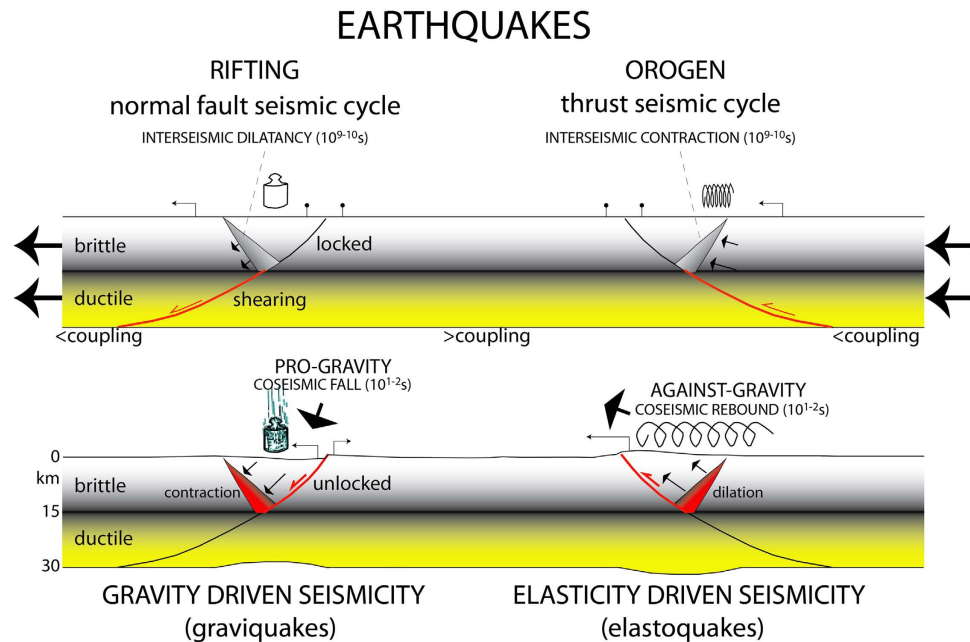 EARTHQUAKES
RIFTING
normal fault seismic cycle
INTERSEISMIC DILATANCY (10⁹⁻¹⁰s)
OROGEN
thrust seismic cycle
INTERSEISMIC CONTRACTION (10⁹⁻¹⁰s)
brittle
locked
ductile
shearing
<coupling
>coupling
<coupling
PRO-GRAVITY
COSEISMIC FALL (10¹⁻²s)
AGAINST-GRAVITY
COSEISMIC REBOUND (10¹⁻²s)
0
km
brittle
contraction
unlocked
dilation
15
ductile
30
GRAVITY DRIVEN SEISMICITY
(graviquakes)
ELASTICITY DRIVEN SEISMICITY
(elastoquakes)